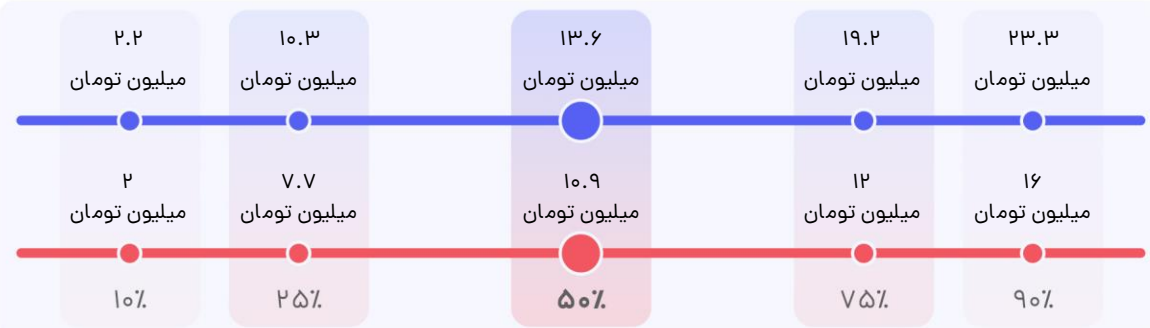 ۲.۲ ۱۰.۳ ۱۳.۶ ۱۹.۲ ۲۳.۳
میلیون تومان میلیون تومان میلیون تومان میلیون تومان میلیون تومان
۲ ۷.۷ ۱۰.۹ ۱۲ ۱۶
میلیون تومان میلیون تومان میلیون تومان میلیون تومان میلیون تومان
۱۰٪ ۲۵٪ ۵۰٪ ۷۵٪ ۹۰٪